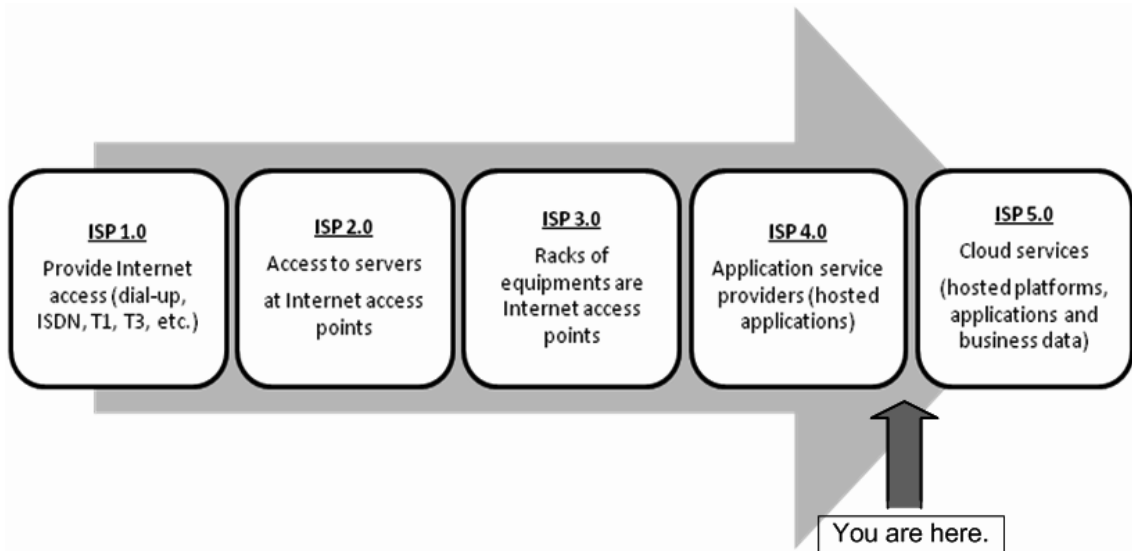 ISP 1.0
Provide Internet
access (dial-up,
ISDN, T1, T3, etc.)
ISP 2.0
Access to servers
at Internet access
points
ISP 3.0
Racks of
equipments are
Internet access
points
ISP 4.0
Application service
providers (hosted
applications)
ISP 5.0
Cloud services
(hosted platforms,
applications and
business data)
You are here.